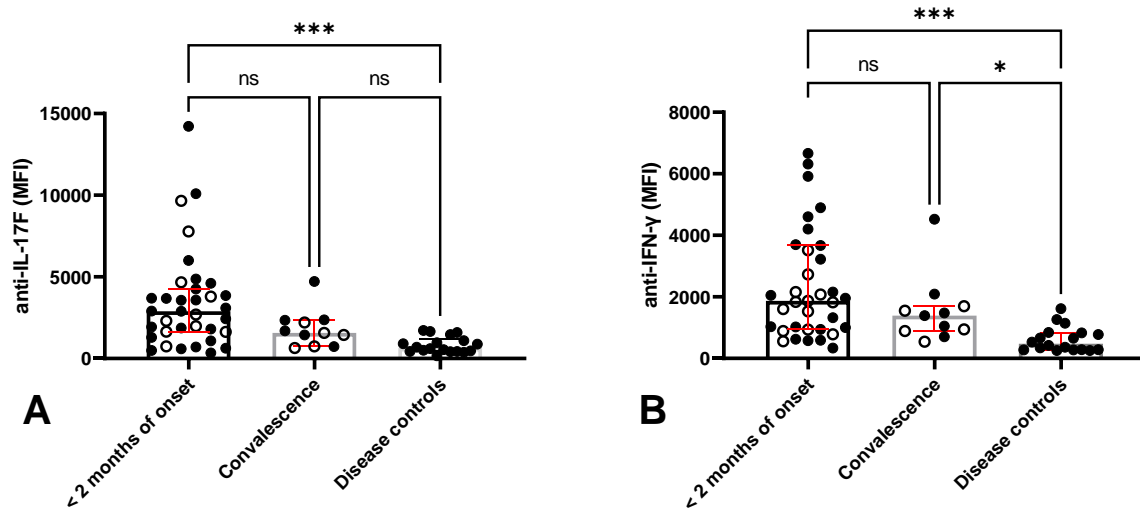 ***
ns ns
15000
10000
5000
0
anti-IL-17F (MFI)
< 2 months of onset
Convalescence
Disease controls
A
***
ns *
8000
6000
4000
2000
0
anti-IFN-γ (MFI)
< 2 months of onset
Convalescence
Disease controls
B